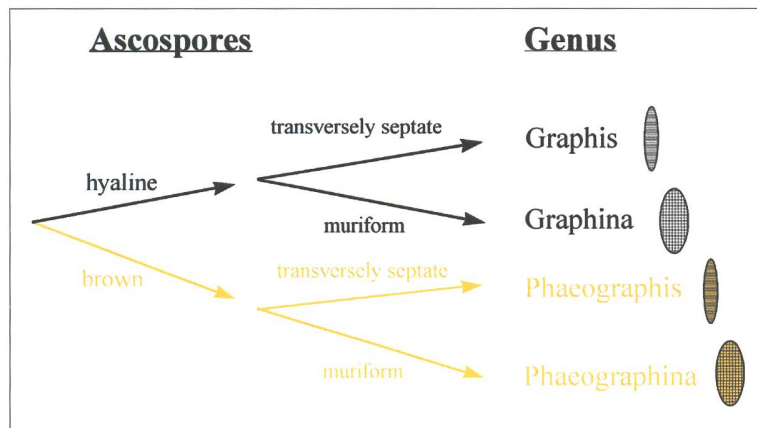 Ascospores
Genus
transversely septate
Graphis
hyaline
muriform
Graphina
brown
transversely septate
Phaeographis
muriform
Phaeographina